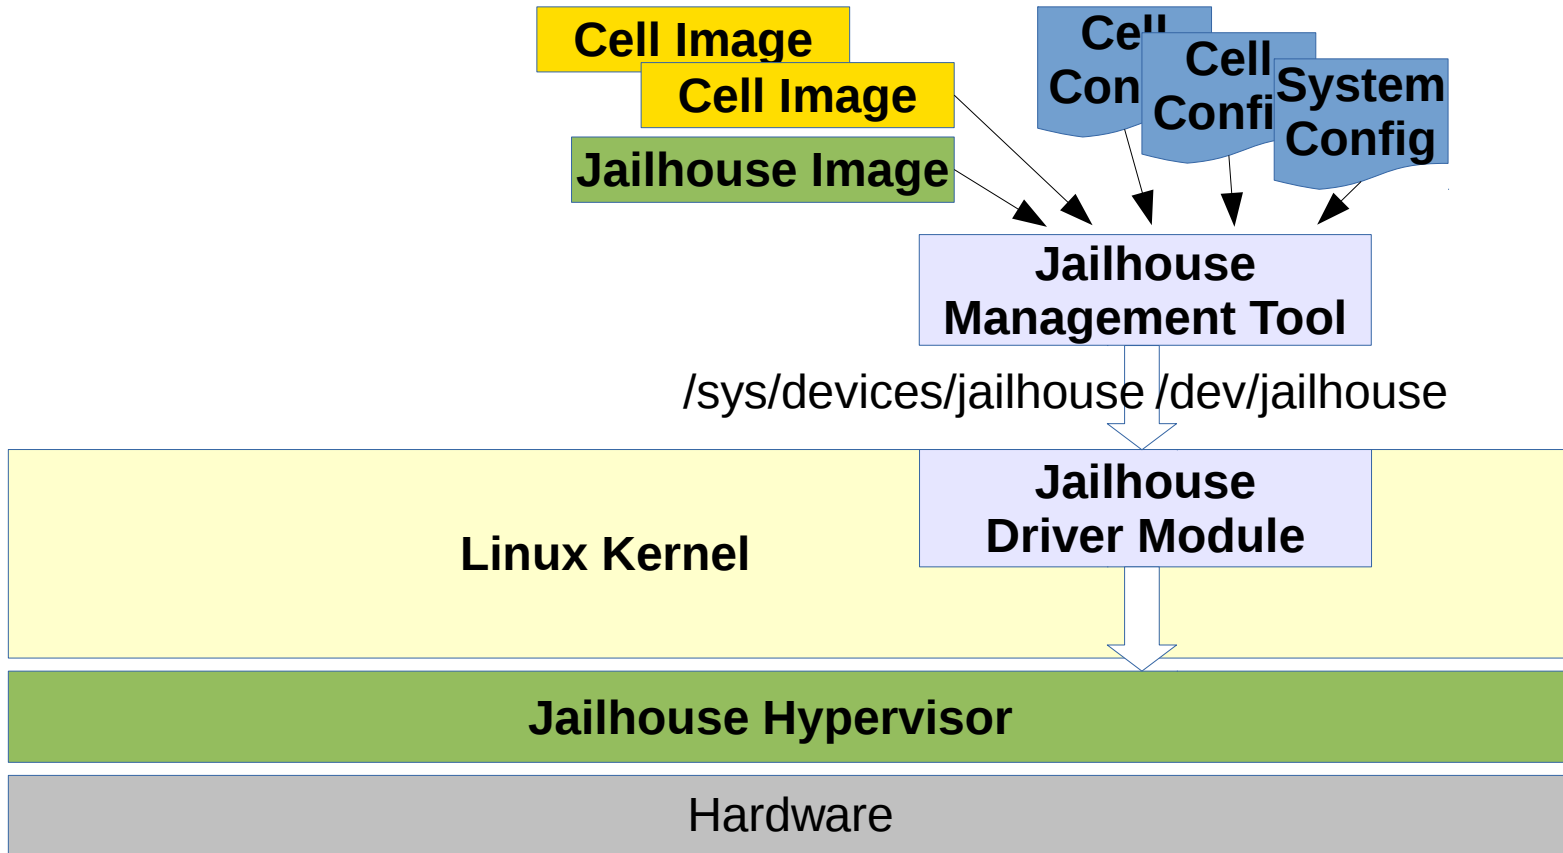 Cell Image
Cell Image
Jailhouse Image
Cell
Con
Cell
Confi
System
Config
Jailhouse
Management Tool
/sys/devices/jailhouse /dev/jailhouse
Jailhouse
Driver Module
Linux Kernel
Jailhouse Hypervisor
Hardware